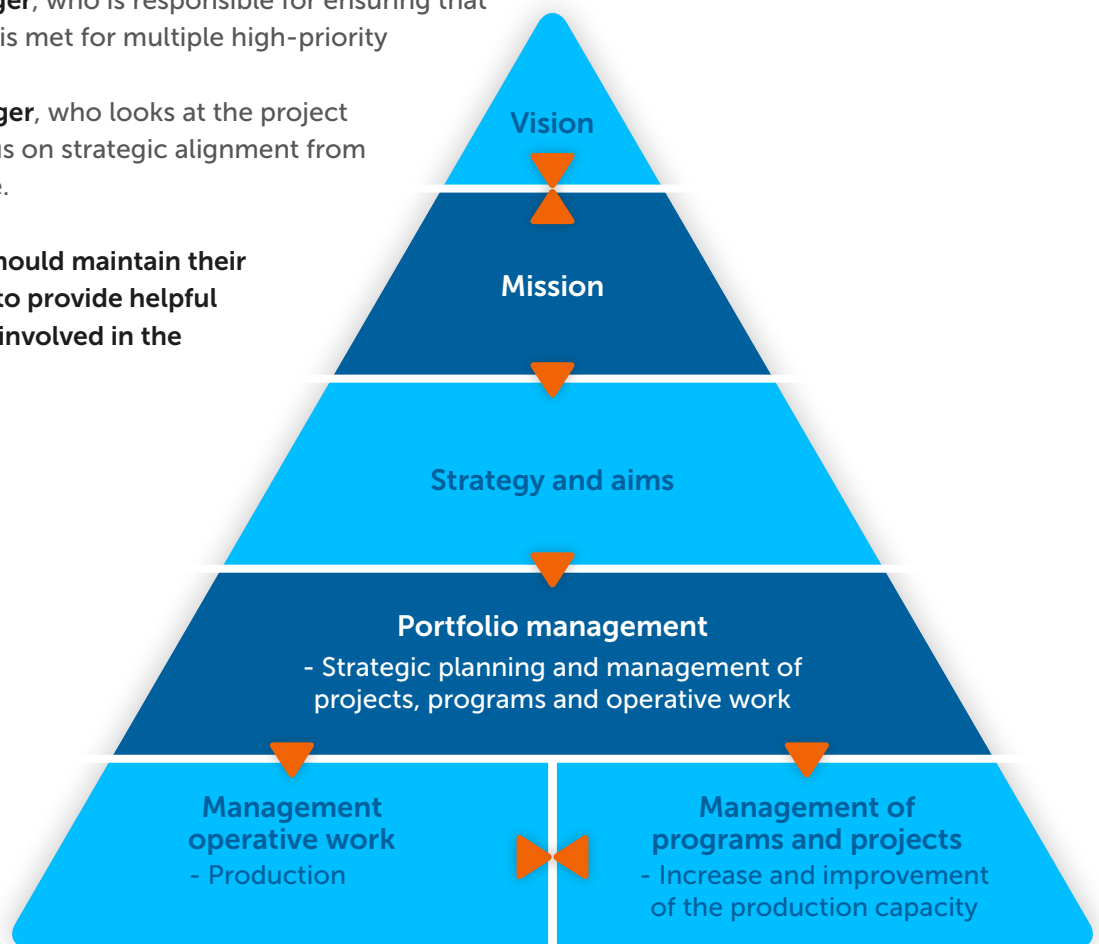 ger, who is responsible for ensuring that
is met for multiple high-priority
ger, who looks at the project
us on strategic alignment from
e.
hould maintain their
to provide helpful
involved in the
Vision
Mission
Strategy and aims
Portfolio management
- Strategic planning and management of
projects, programs and operative work
Management
operative work
- Production
Management of
programs and projects
- Increase and improvement
of the production capacity